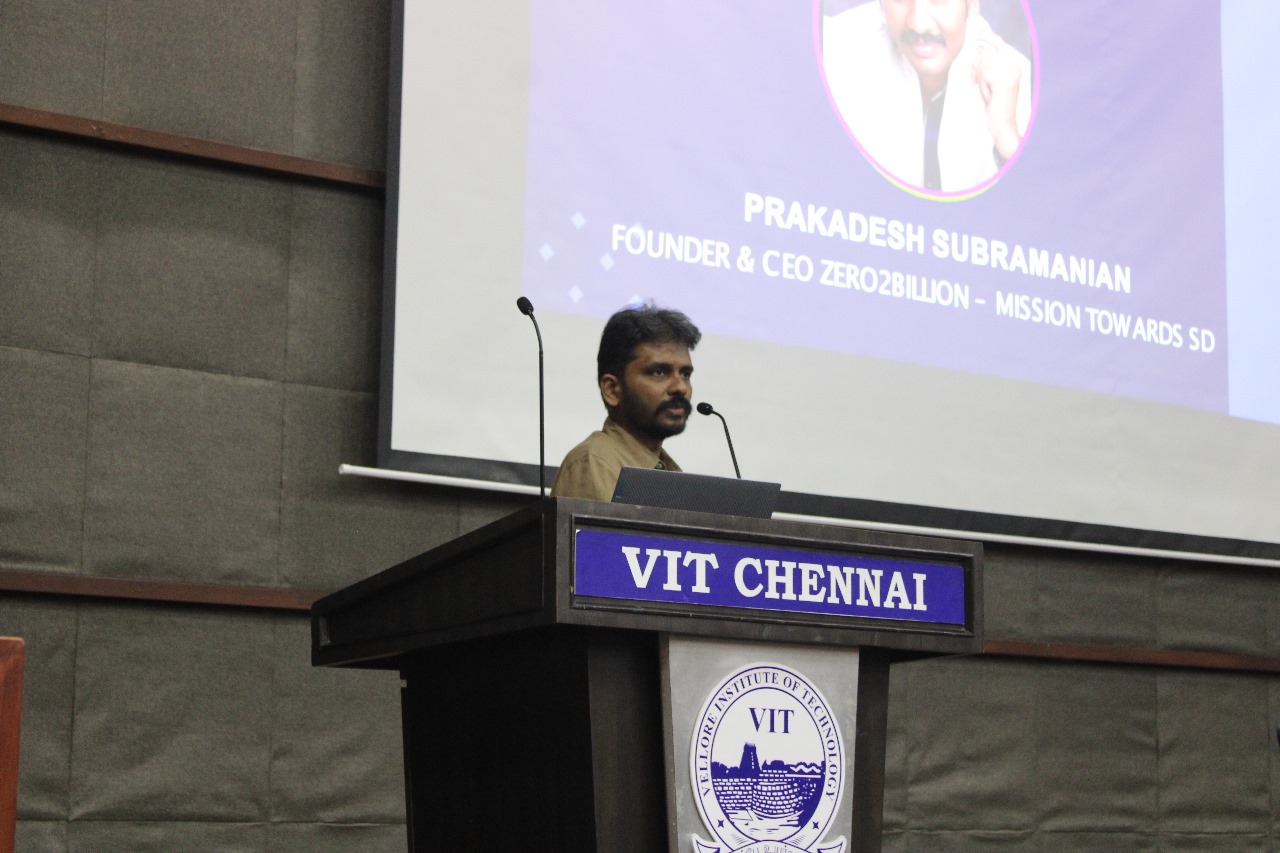 PRAKADESH SUBRAMANIAN
FOUNDER & CEO ZERO2BILLION - MISSION TOWARDS SD
VIT CHENNAI
VELLORE INSTITUTE OF TECHNOLOGY
VIT